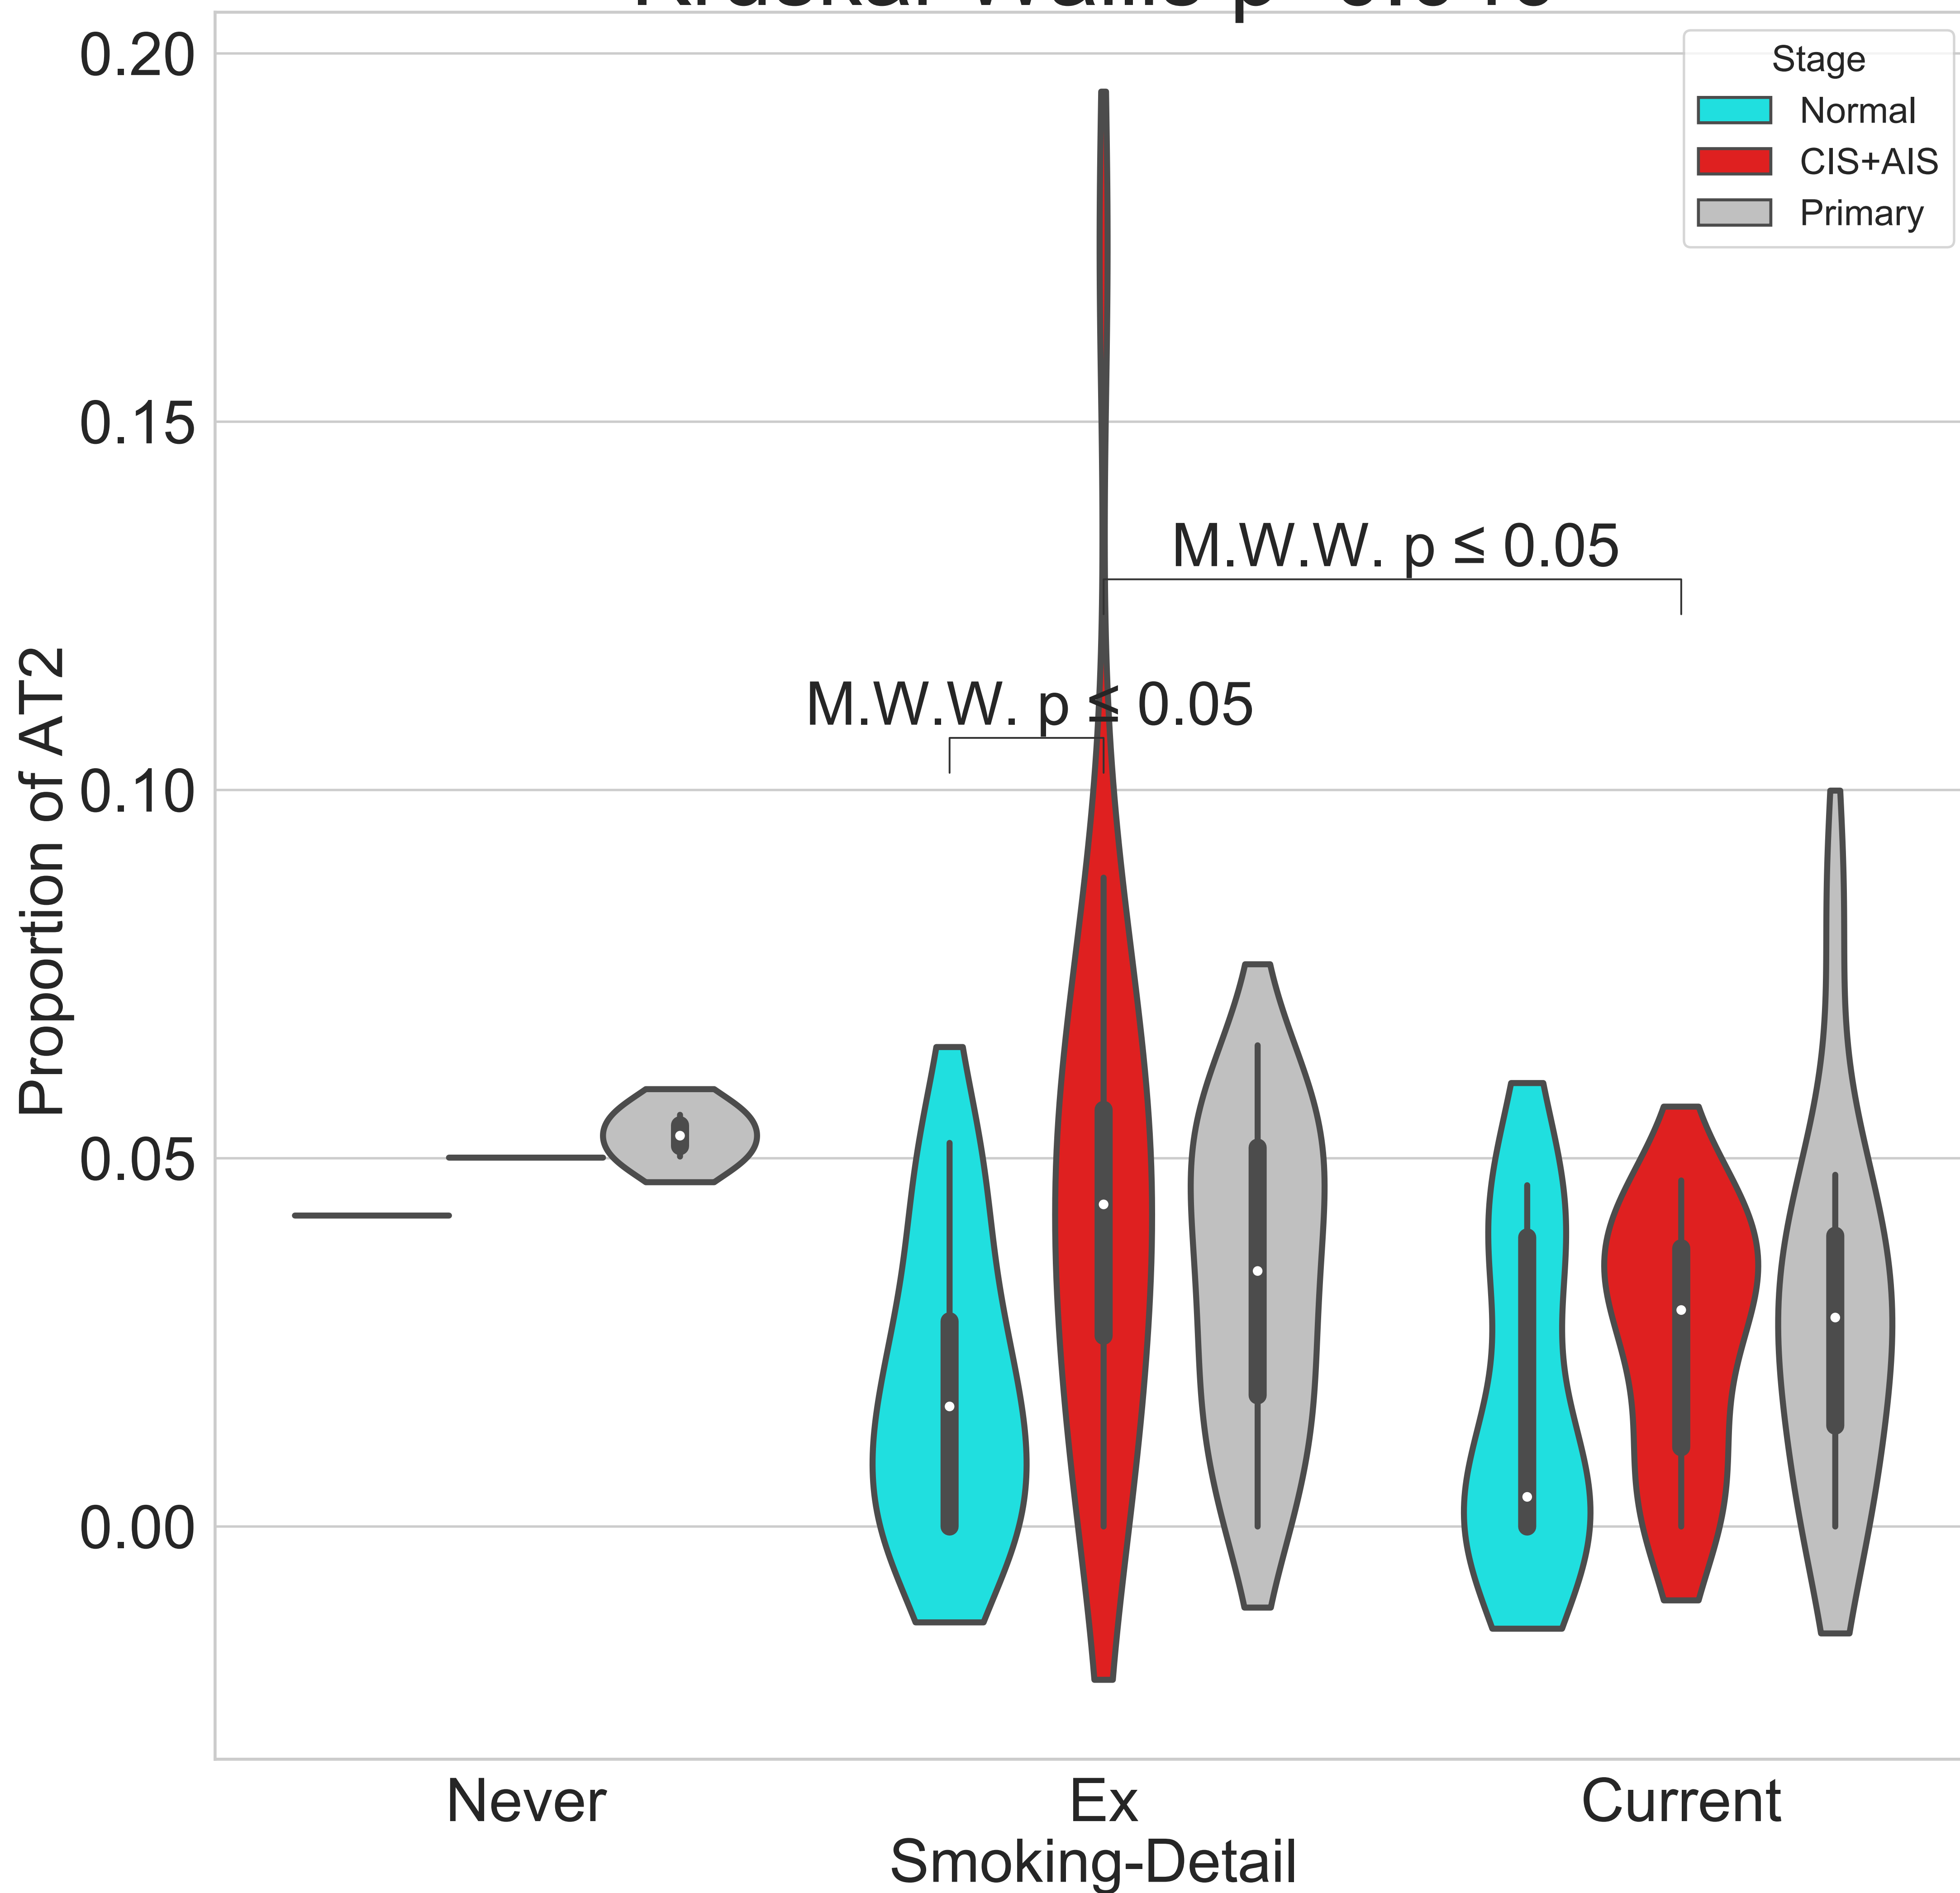 0.20
0.15
0.10
0.05
0.00
Proportion of AT2
Stage
Normal
CIS+AIS
Primary
M.W.W. p ≤ 0.05
M.W.W. p ≤ 0.05
Never
Ex
Current
Smoking-Detail